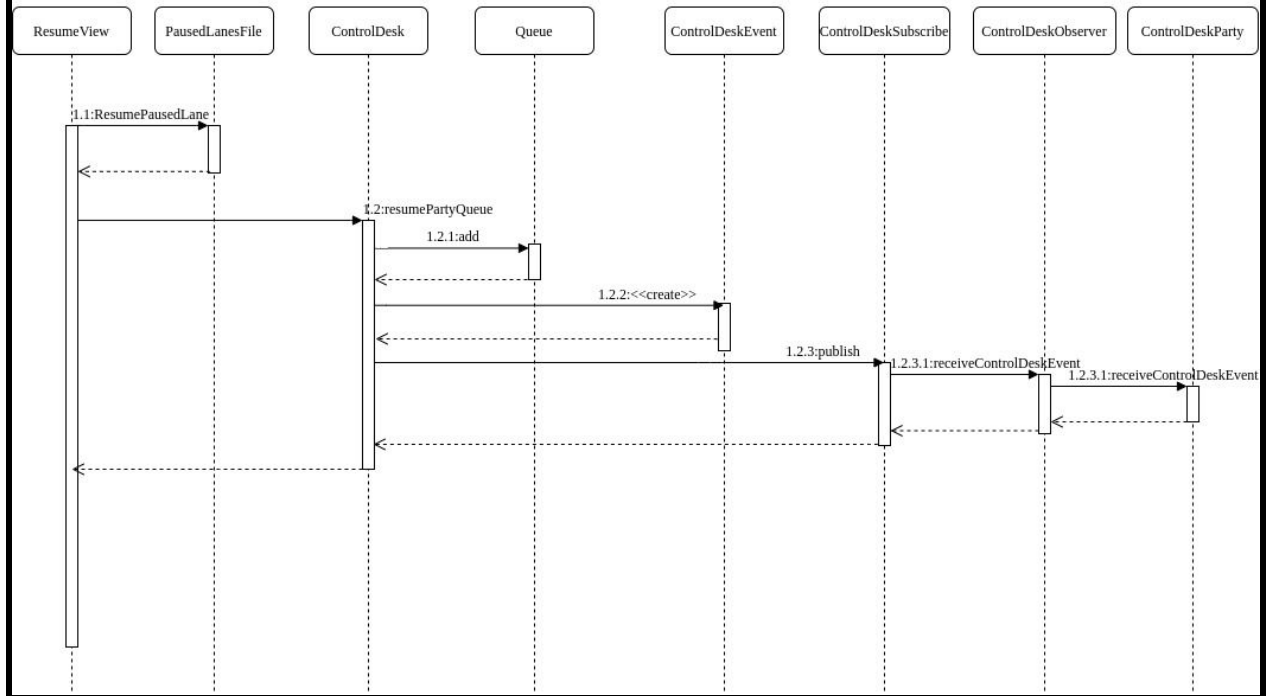 ResumeView
PausedLanesFile
ControlDesk
Queue
ControlDeskEvent
ControlDeskSubscribe
ControlDeskObserver
ControlDeskParty
1.1:ResumePausedLane
1.2:resumePartyQueue
1.2.1:add
1.2.2:<<create>>
1.2.3:publish
1.2.3.1:receiveControlDeskEvent
1.2.3.1:receiveControlDeskEvent